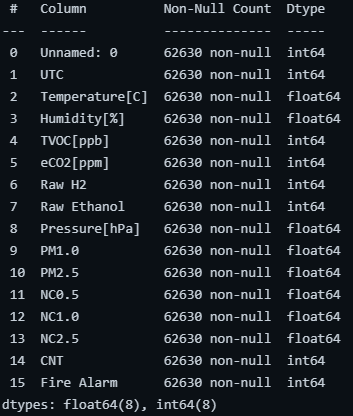 #   Column          Non-Null Count  Dtype
---  ------          --------------  -----
 0   Unnamed: 0      62630 non-null  int64
 1   UTC             62630 non-null  int64
 2   Temperature[C]  62630 non-null  float64
 3   Humidity[%]     62630 non-null  float64
 4   TVOC[ppb]       62630 non-null  int64
 5   eCO2[ppm]       62630 non-null  int64
 6   Raw H2          62630 non-null  int64
 7   Raw Ethanol     62630 non-null  int64
 8   Pressure[hPa]   62630 non-null  float64
 9   PM1.0           62630 non-null  float64
 10  PM2.5           62630 non-null  float64
 11  NC0.5           62630 non-null  float64
 12  NC1.0           62630 non-null  float64
 13  NC2.5           62630 non-null  float64
 14  CNT             62630 non-null  int64
 15  Fire Alarm      62630 non-null  int64
dtypes: float64(8), int64(8)